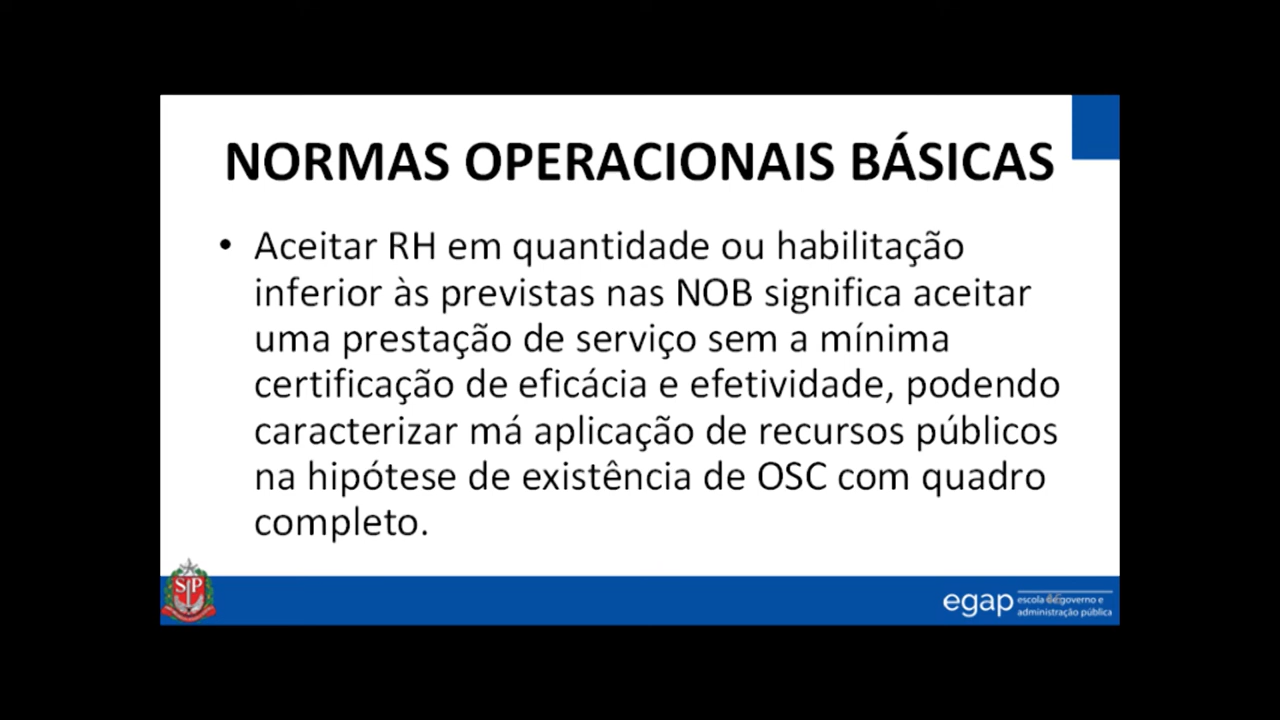 NORMAS OPERACIONAIS BÁSICAS
• Aceitar RH em quantidade ou habilitação
inferior às previstas nas NOB significa aceitar
uma prestação de serviço sem a mínima
certificação de eficácia e efetividade, podendo
caracterizar má aplicação de recursos públicos
na hipótese de existência de OSC com quadro
completo.
SP
egap
escola de governo e
administração pública